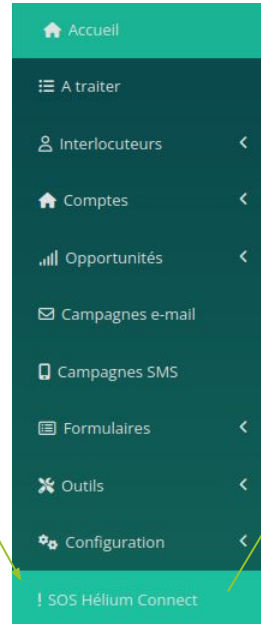 Accueil
A traiter
Interlocuteurs
Comptes
Opportunités
Campagnes e-mail
Campagnes SMS
Formulaires
Outils
Configuration
! SOS Hélium Connect